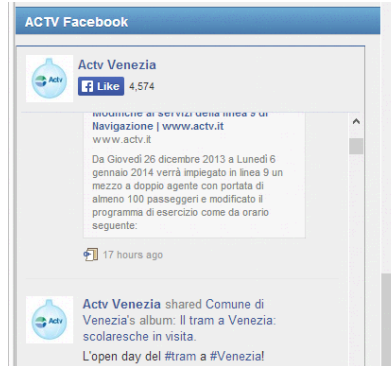 ACTV Facebook
Actv Venezia
Actv
Like 4,574
Modifiche ai servizi della linea 9 di
Navigazione | www.actv.it
www.actv.it
Da Giovedì 26 dicembre 2013 a Lunedì 6
gennaio 2014 verrà impiegato in linea 9 un
mezzo a doppio agente con portata di
almeno 100 passeggeri e modificato il
programma di esercizio come da orario
seguente:
17 hours ago
Actv Venezia shared Comune di
Actv
Venezia's album: Il tram a Venezia:
scolaresche in visita.
L'open day del #tram a #Venezia!